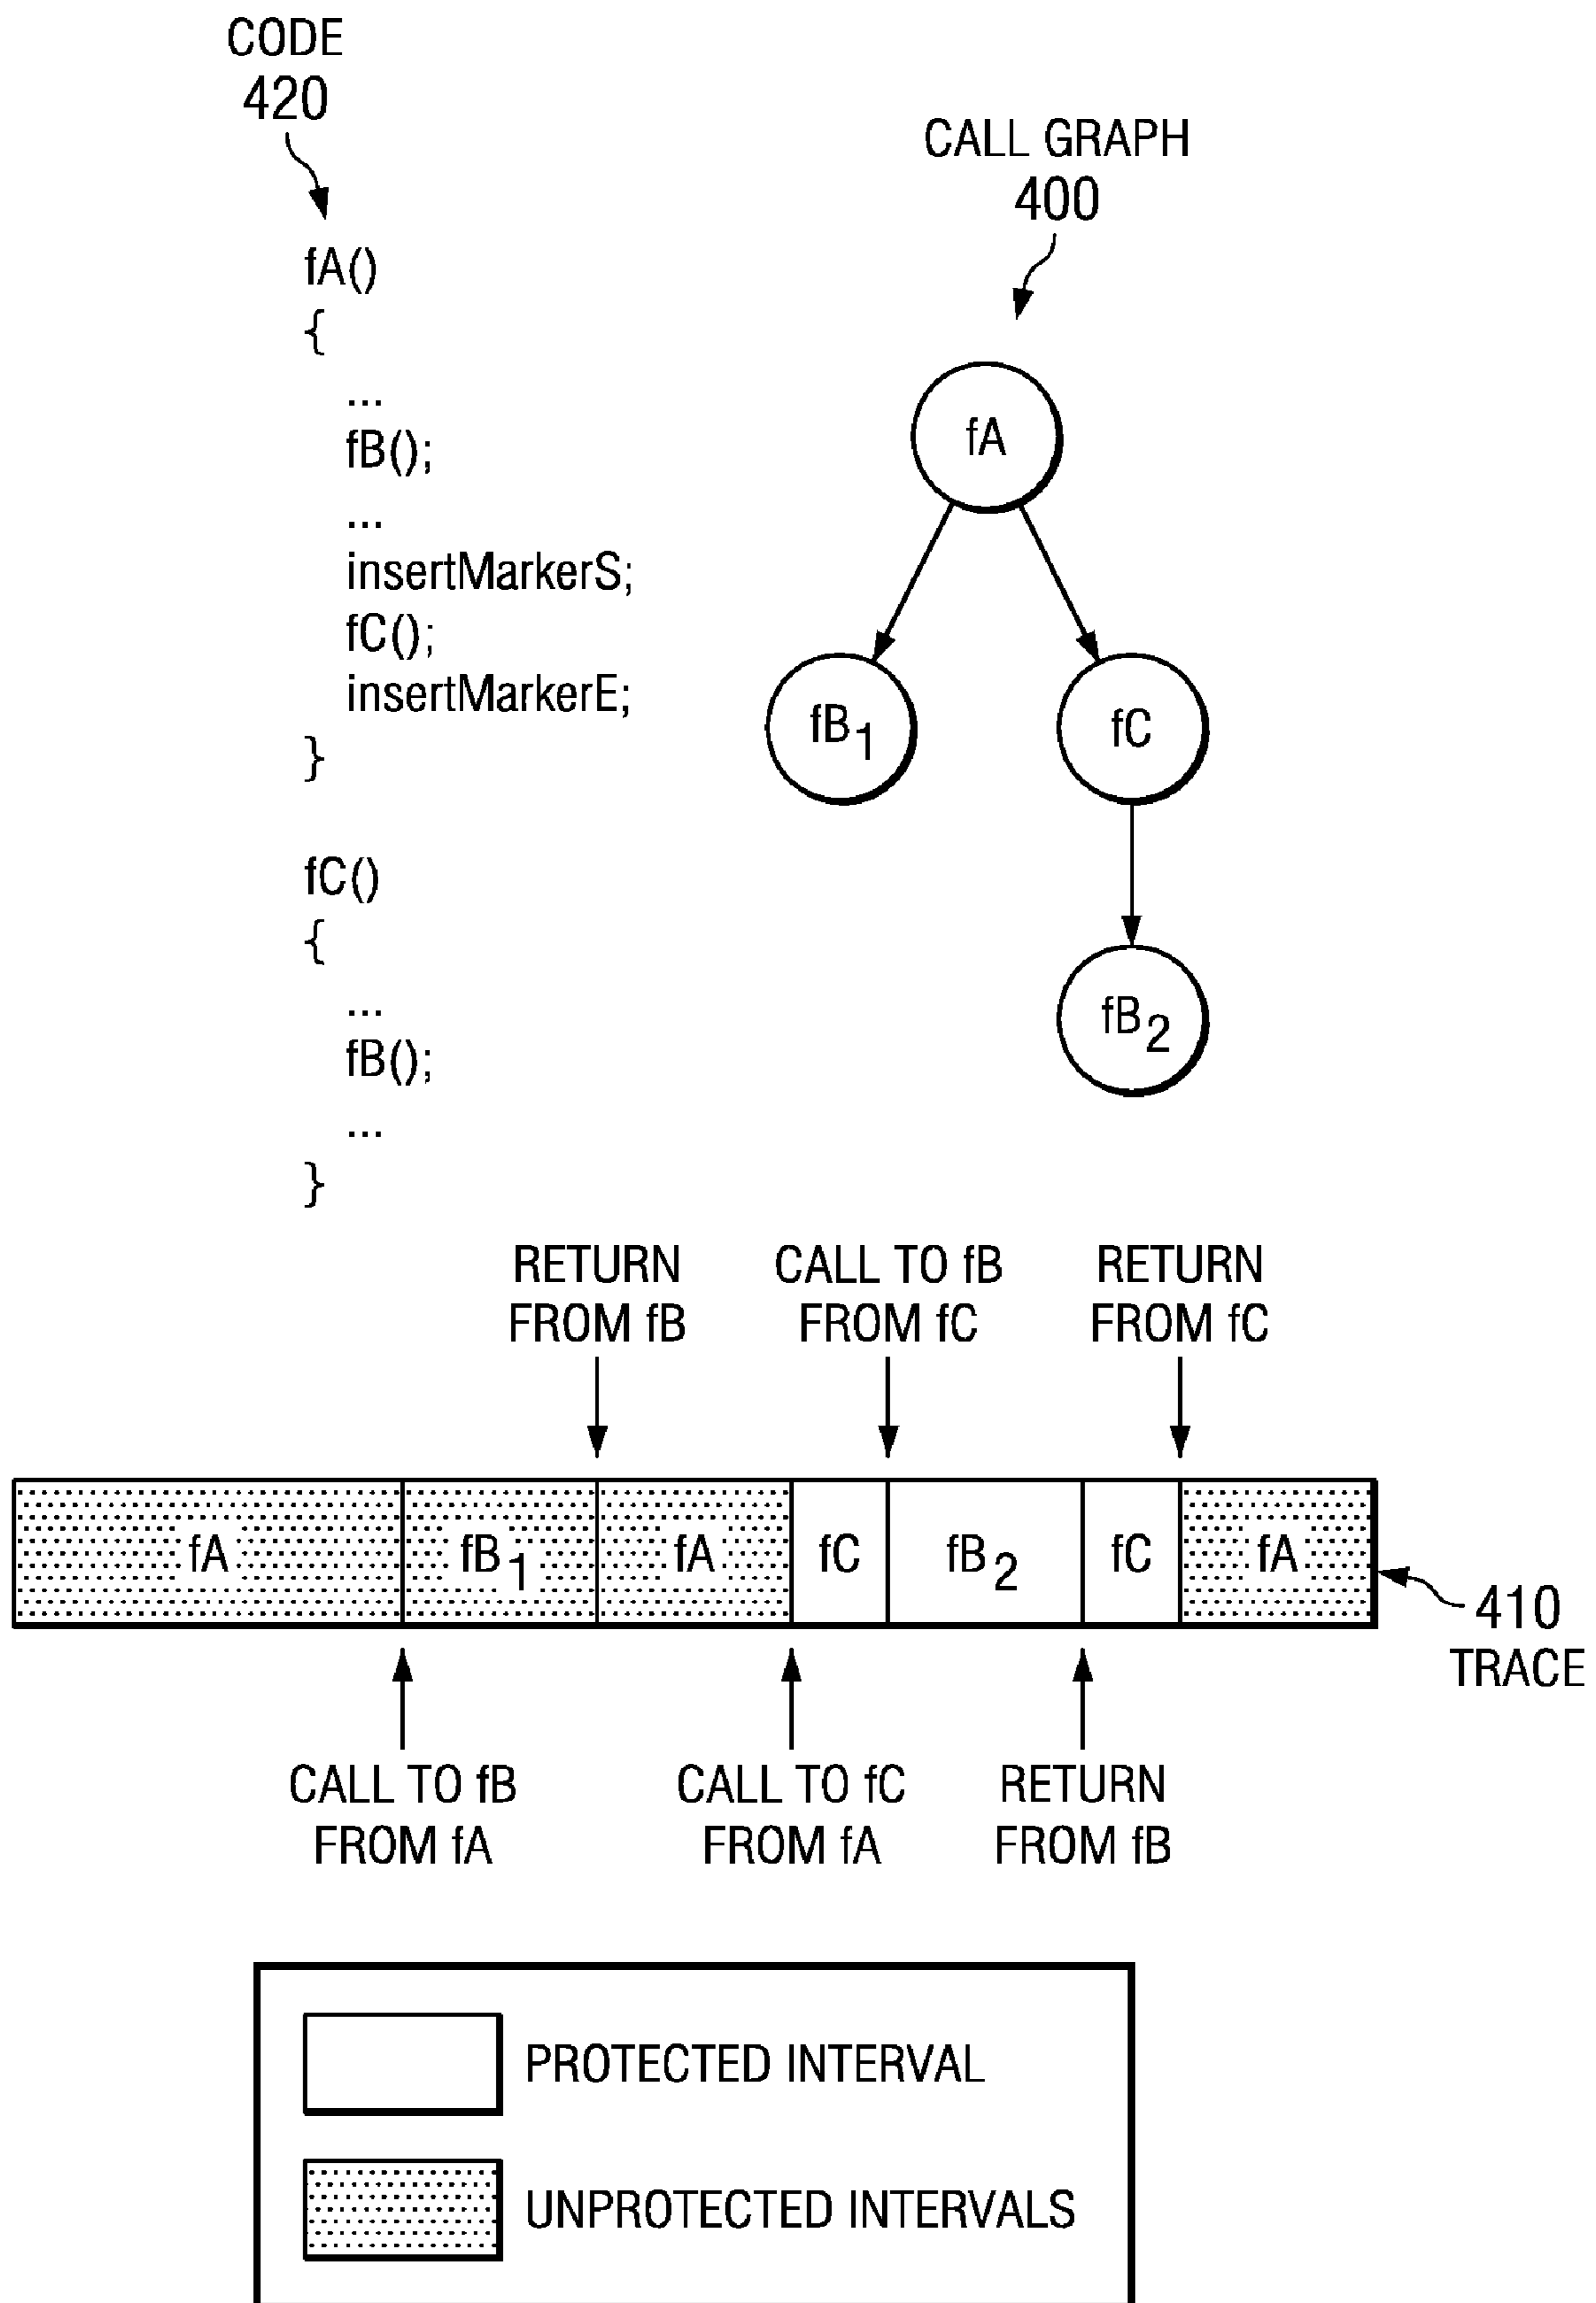 CODE
420
CALL GRAPH
400
fA()
{
...
fB();
...
insertMarkerS;
fC();
insertMarkerE;
}
fC()
{
...
fB();
...
}
fA
fB1
fC
fB2
RETURN
FROM fB
CALL TO fB
FROM fC
RETURN
FROM fC
fA fB1 fA fC fB2 fC fA
410
TRACE
CALL TO fB
FROM fA
CALL TO fC
FROM fA
RETURN
FROM fB
PROTECTED INTERVAL
UNPROTECTED INTERVALS